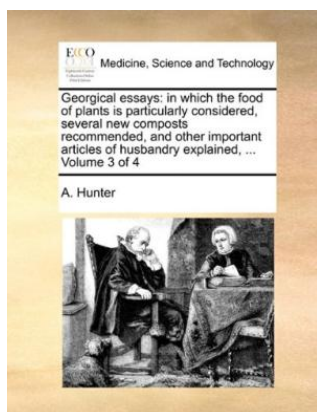 ECCO
Medicine, Science and Technology
Georgical essays: in which the food
of plants is particularly considered,
several new composts
recommended, and other important
articles of husbandry explained, ...
Volume 3 of 4
A. Hunter